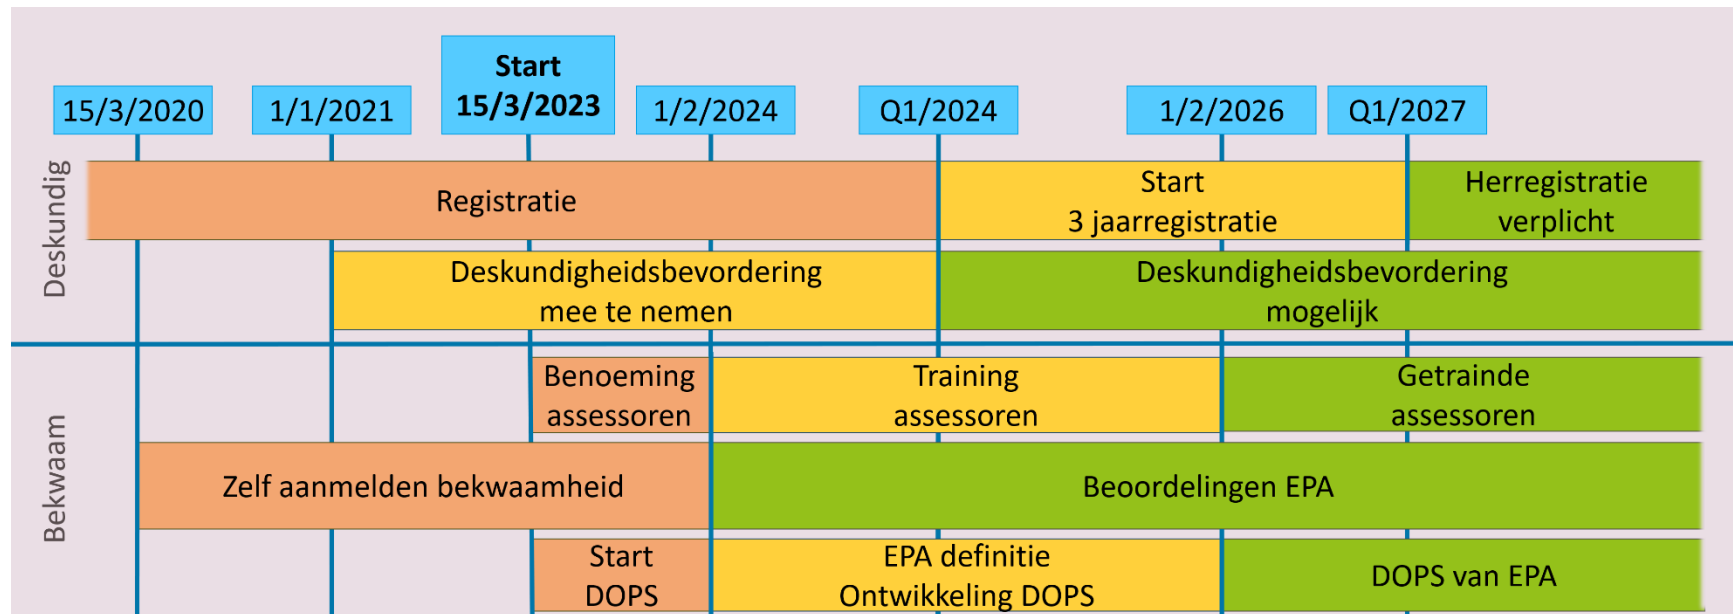 Start
15/3/2023
15/3/2020
1/1/2021
1/2/2024
Q1/2024
1/2/2026
Q1/2027
Deskundig
Registratie
Start
3 jaarregistratie
Herregistratie
verplicht
Deskundigheidsbevordering
mee te nemen
Deskundigheidsbevordering
mogelijk
Bekwaam
Benoeming
assessoren
Training
assessoren
Getrainde
assessoren
Zelf aanmelden bekwaamheid
Beoordelingen EPA
Start
DOPS
EPA definitie
Ontwikkeling DOPS
DOPS van EPA